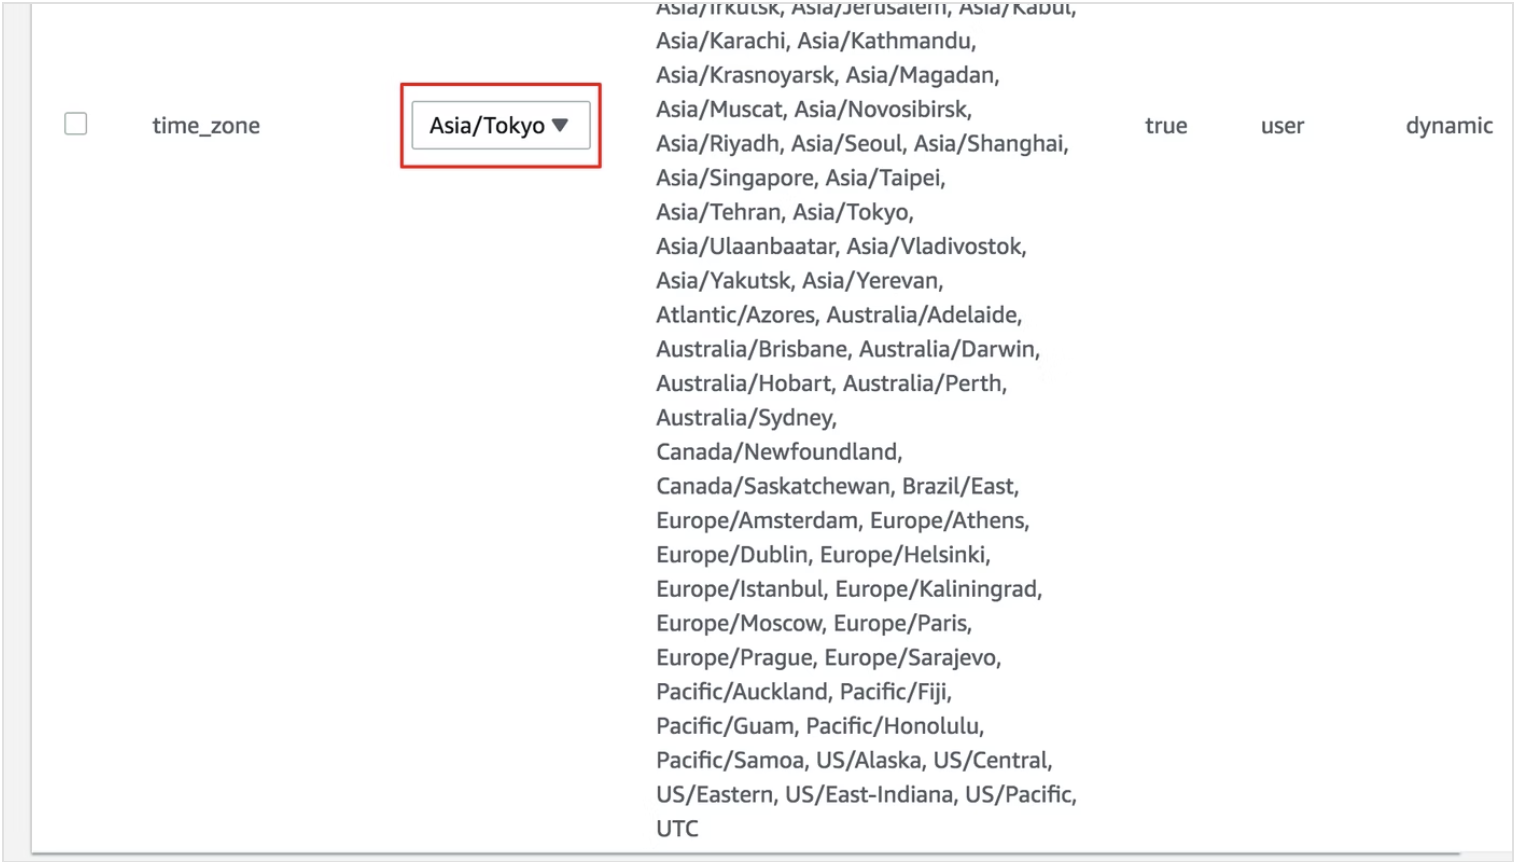 Asia/Irkutsk, Asia/Jerusalem, Asia/Kabul,
Asia/Karachi, Asia/Kathmandu,
Asia/Krasnoyarsk, Asia/Magadan,
time_zone Asia/Tokyo Asia/Muscat, Asia/Novosibirsk, true user dynamic
Asia/Riyadh, Asia/Seoul, Asia/Shanghai,
Asia/Singapore, Asia/Taipei,
Asia/Tehran, Asia/Tokyo,
Asia/Ulaanbaatar, Asia/Vladivostok,
Asia/Yakutsk, Asia/Yerevan,
Atlantic/Azores, Australia/Adelaide,
Australia/Brisbane, Australia/Darwin,
Australia/Hobart, Australia/Perth,
Australia/Sydney,
Canada/Newfoundland,
Canada/Saskatchewan, Brazil/East,
Europe/Amsterdam, Europe/Athens,
Europe/Dublin, Europe/Helsinki,
Europe/Istanbul, Europe/Kaliningrad,
Europe/Moscow, Europe/Paris,
Europe/Prague, Europe/Sarajevo,
Pacific/Auckland, Pacific/Fiji,
Pacific/Guam, Pacific/Honolulu,
Pacific/Samoa, US/Alaska, US/Central,
US/Eastern, US/East-Indiana, US/Pacific,
UTC